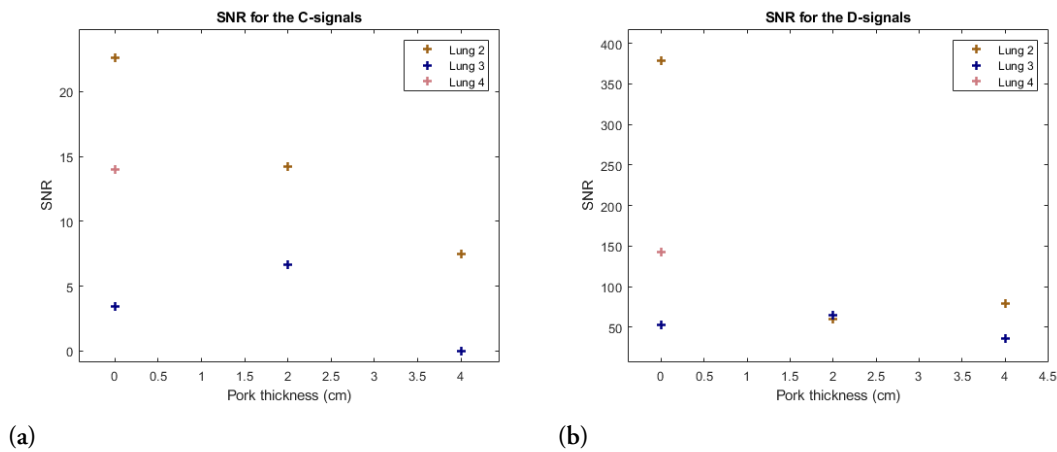 SNR for the C-signals
Lung 2
Lung 3
Lung 4
20
15
10
5
0
SNR
0 0.5 1 1.5 2 2.5 3 3.5 4
Pork thickness (cm)
(a)
SNR for the D-signals
Lung 2
Lung 3
Lung 4
400
350
300
250
200
150
100
50
SNR
0 0.5 1 1.5 2 2.5 3 3.5 4 4.5
Pork thickness (cm)
(b)